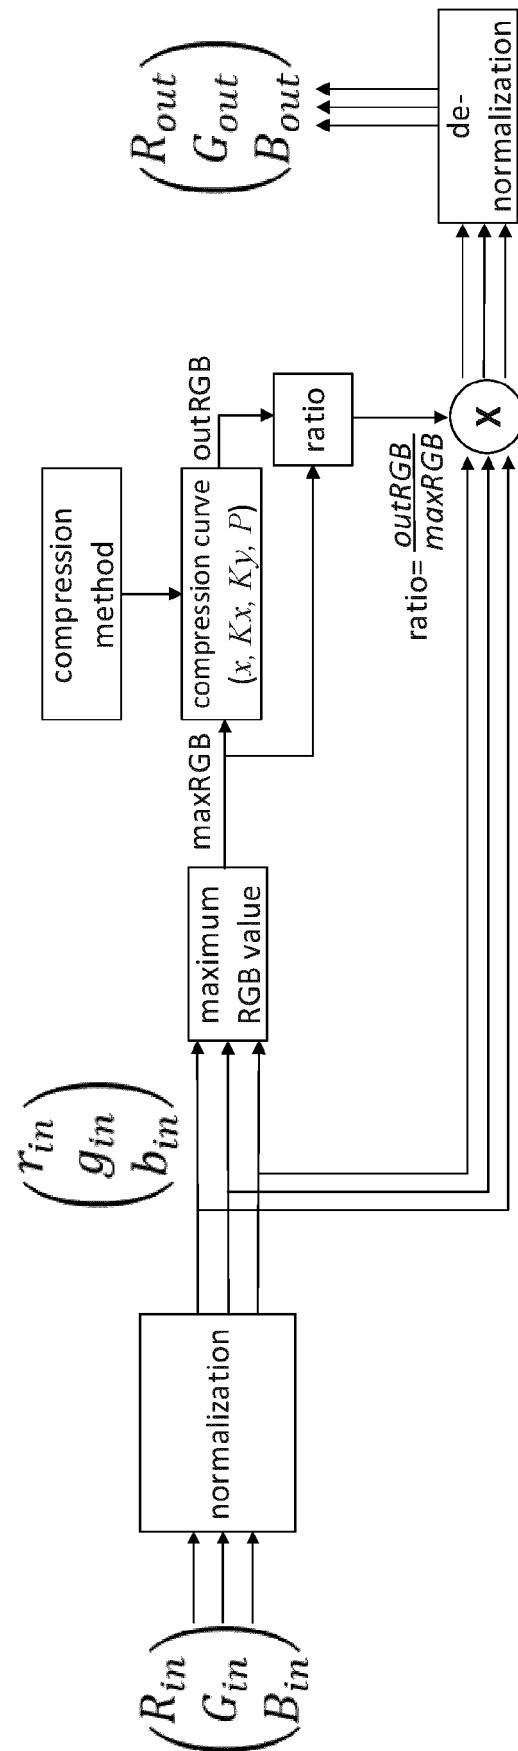 (R_in
G_in
B_in)
normalization
(r_in
g_in
b_in)
maximum
RGB value
maxRGB
compression
method
compression curve
(x, Kx, Ky, P)
outRGB
ratio
ratio= outRGB
maxRGB
X
de-
normalization
(R_out
G_out
B_out)